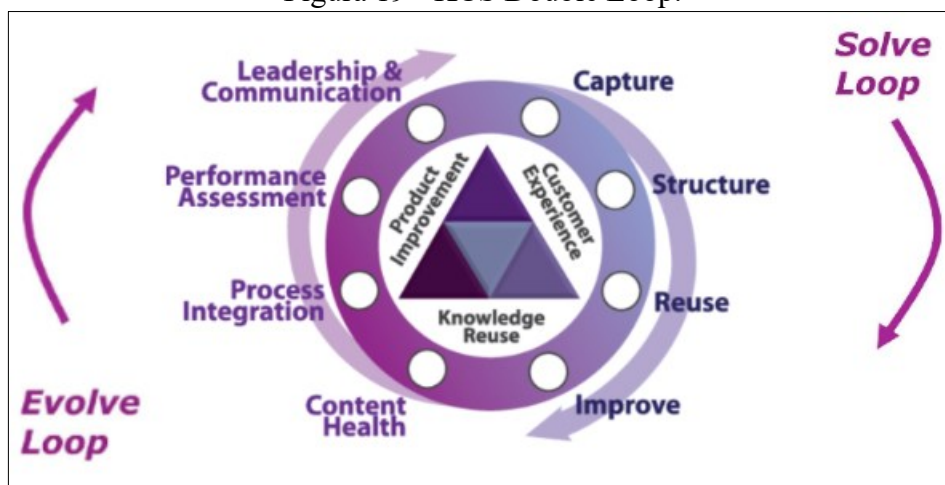 Solve
Loop
Leadership &
Communication
Capture
Performance
Assessment
Structure
Product
Improvement
Customer
Experience
Process
Integration
Reuse
Knowledge
Reuse
Content
Health
Improve
Evolve
Loop